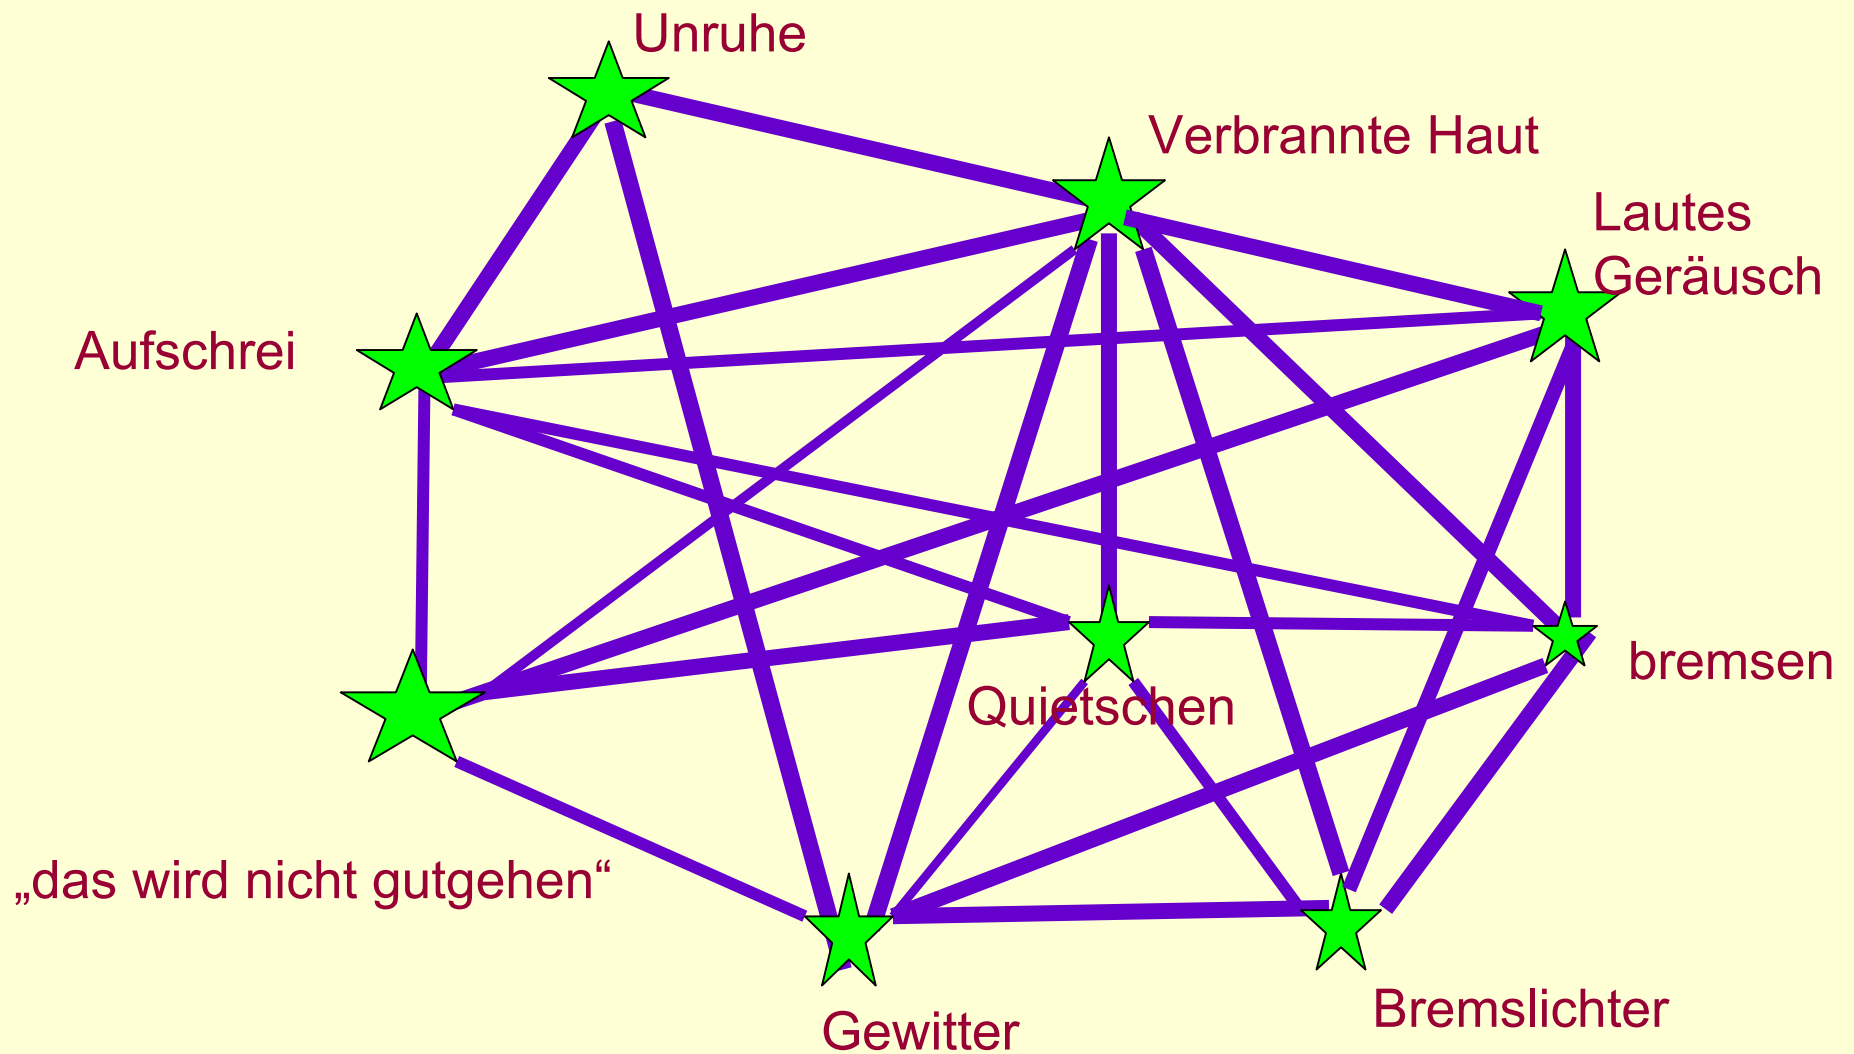 Unruhe
Verbrannte Haut
Lautes
Geräusch
Aufschrei
bremsen
Quietschen
„das wird nicht gutgehen“
Bremslichter
Gewitter